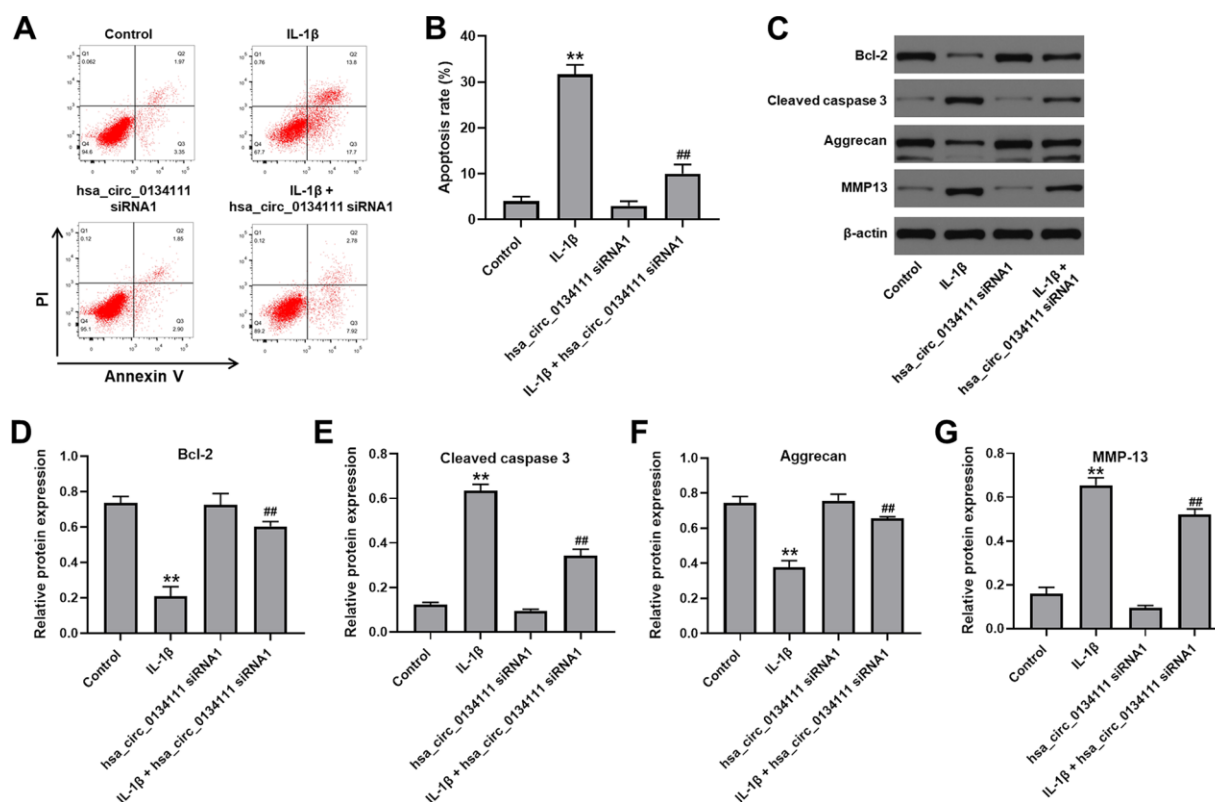 A
Control
IL-1β
Q1
0.062
Q2
1.97
Q4
94.6
Q3
3.35
Q1
0.76
Q2
13.8
Q4
67.7
Q3
17.7
hsa_circ_0134111
siRNA1
IL-1β +
hsa_circ_0134111 siRNA1
Q1
0.12
Q2
1.85
Q4
95.1
Q3
2.90
Q1
0.12
Q2
2.78
Q4
89.2
Q3
7.92
PI
Annexin V
B
Apoptosis rate (%)
40
30
20
10
0
**
##
Control
IL-1β
hsa_circ_0134111 siRNA1
IL-1β + hsa_circ_0134111 siRNA1
C
Bcl-2
Cleaved caspase 3
Aggrecan
MMP13
β-actin
Control
IL-1β
hsa_circ_0134111 siRNA1
IL-1β +
hsa_circ_0134111 siRNA1
D
Bcl-2
Relative protein expression
1.0
0.8
0.6
0.4
0.2
0.0
**
##
Control
IL-1β
hsa_circ_0134111 siRNA1
IL-1β + hsa_circ_0134111 siRNA1
E
Cleaved caspase 3
Relative protein expression
0.8
0.6
0.4
0.2
0.0
**
##
Control
IL-1β
hsa_circ_0134111 siRNA1
IL-1β + hsa_circ_0134111 siRNA1
F
Aggrecan
Relative protein expression
1.0
0.8
0.6
0.4
0.2
0.0
**
##
Control
IL-1β
hsa_circ_0134111 siRNA1
IL-1β + hsa_circ_0134111 siRNA1
G
MMP-13
Relative protein expression
0.8
0.6
0.4
0.2
0.0
**
##
Control
IL-1β
hsa_circ_0134111 siRNA1
IL-1β + hsa_circ_0134111 siRNA1